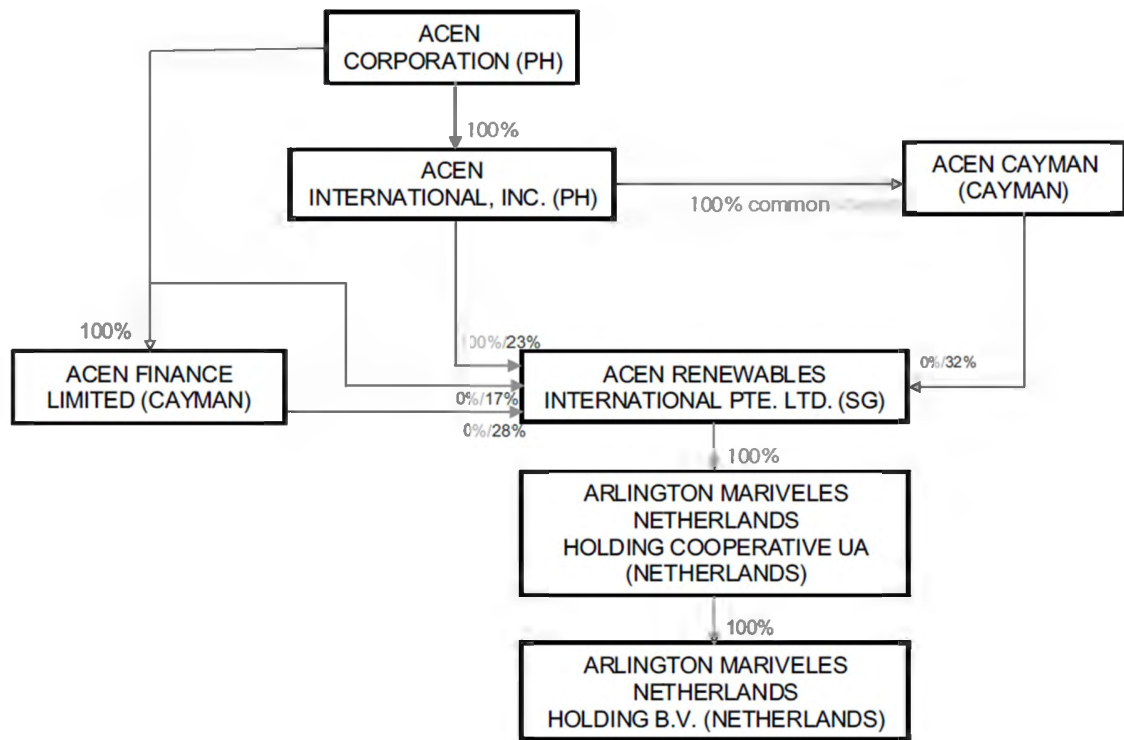 ACEN
CORPORATION (PH)
100%
ACEN
INTERNATIONAL, INC. (PH)
100% common
ACEN CAYMAN
(CAYMAN)
100%
ACEN FINANCE
LIMITED (CAYMAN)
100%/23%
0%/17%
0%/28%
ACEN RENEWABLES
INTERNATIONAL PTE. LTD. (SG)
0%/32%
100%
ARLINGTON MARIVELES
NETHERLANDS
HOLDING COOPERATIVE UA
(NETHERLANDS)
100%
ARLINGTON MARIVELES
NETHERLANDS
HOLDING B.V. (NETHERLANDS)